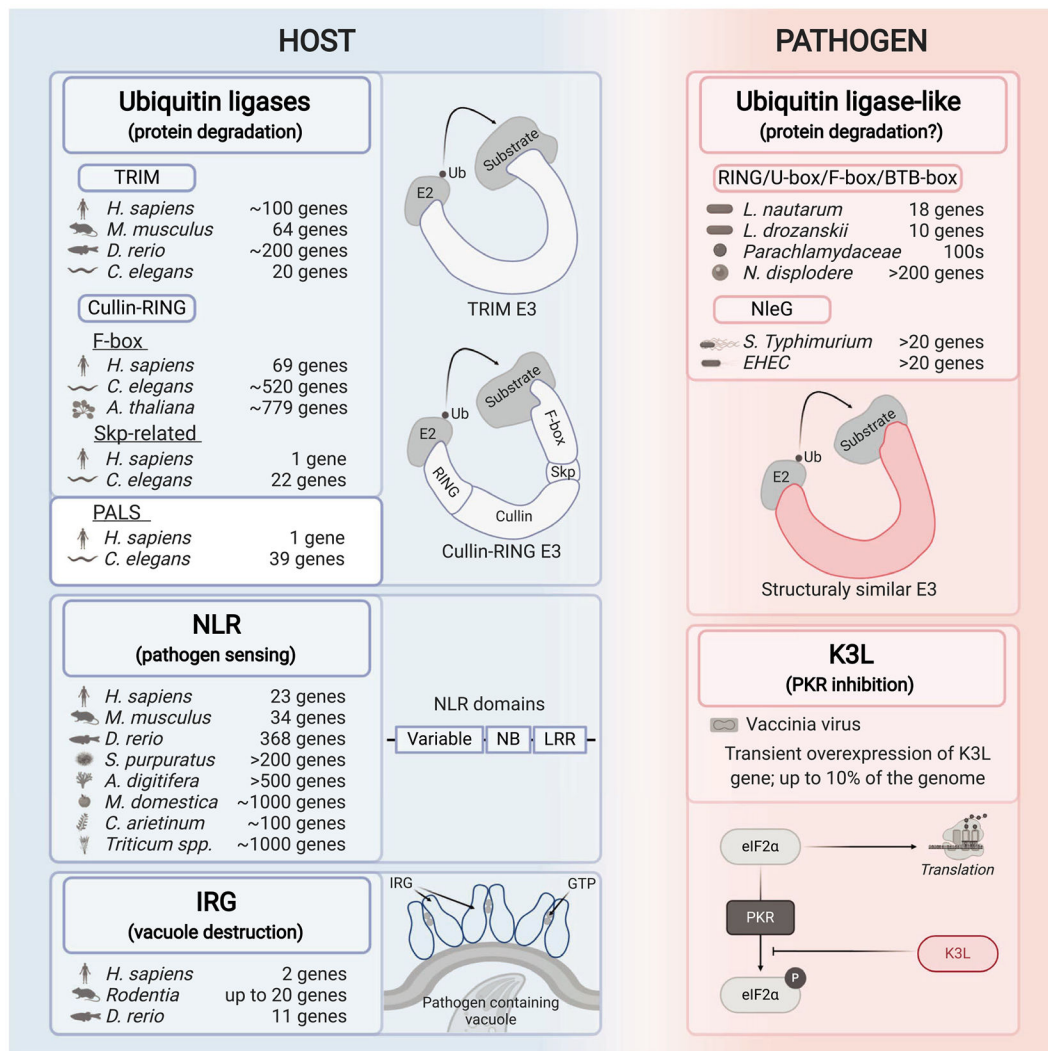 HOST
Ubiquitin ligases
(protein degradation)
TRIM
H. sapiens ~100 genes
M. musculus 64 genes
D. rerio ~200 genes
C. elegans 20 genes
Cullin-RING
F-box
H. sapiens 69 genes
C. elegans ~520 genes
A. thaliana ~779 genes
Skp-related
H. sapiens 1 gene
C. elegans 22 genes
PALS
H. sapiens 1 gene
C. elegans 39 genes
Substrate
Ub
E2
TRIM E3
Substrate
Ub
E2
F-box
RING
Skp
Cullin
Cullin-RING E3
NLR
(pathogen sensing)
H. sapiens 23 genes
M. musculus 34 genes
D. rerio 368 genes
S. purpuratus >200 genes
A. digitifera >500 genes
M. domestica ~1000 genes
C. arietinum ~100 genes
Triticum spp. ~1000 genes
NLR domains
Variable NB LRR
IRG
(vacuole destruction)
H. sapiens 2 genes
Rodentia up to 20 genes
D. rerio 11 genes
IRG GTP
Pathogen containing
vacuole
PATHOGEN
Ubiquitin ligase-like
(protein degradation?)
RING/U-box/F-box/BTB-box
L. nautarum 18 genes
L. drozanskii 10 genes
Parachlamydaceae 100s
N. displodere >200 genes
NleG
S. Typhimurium >20 genes
EHEC >20 genes
Substrate
Ub
E2
Structuraly similar E3
K3L
(PKR inhibition)
Vaccinia virus
Transient overexpression of K3L
gene; up to 10% of the genome
eIF2α
Translation
PKR
K3L
P
eIF2α